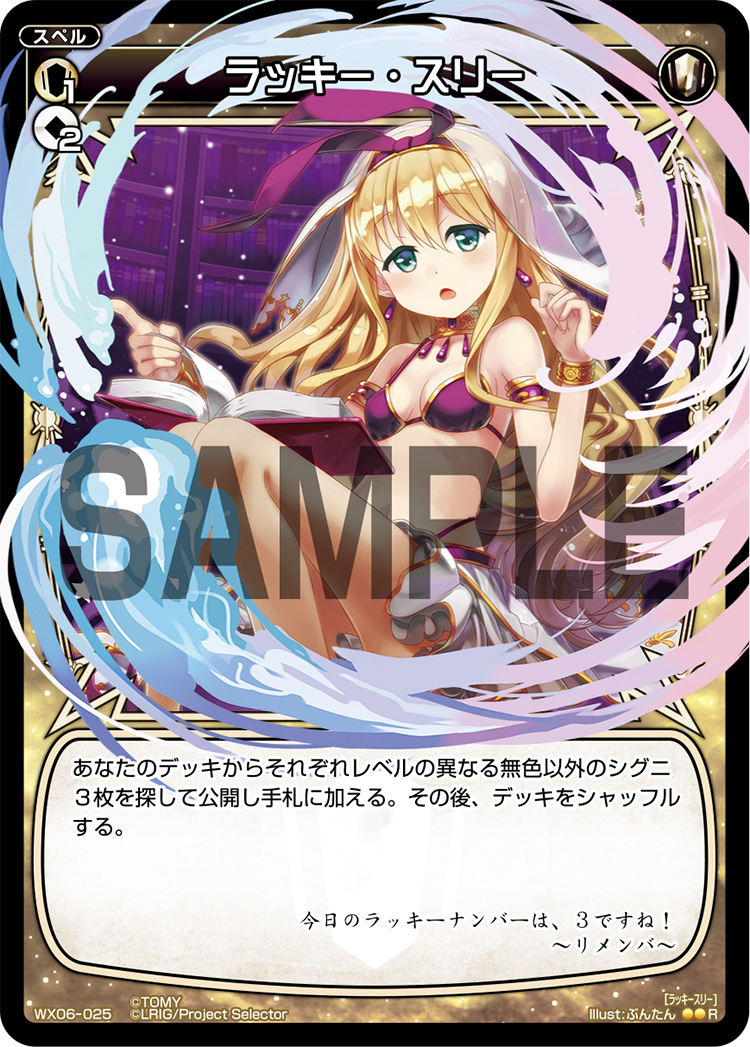 スペル
ラッキー・スリー
1
2
SAMPLE
あなたのデッキからそれぞれレベルの異なる無色以外のシグニ
３枚を探して公開し手札に加える。その後、デッキをシャッフル
する。
今日のラッキーナンバーは、３ですね！
～リメンバ～
WX06-025
©TOMY
©LRIG/Project Selector
[ラッキースリー]
Illust:ぶんたん
R